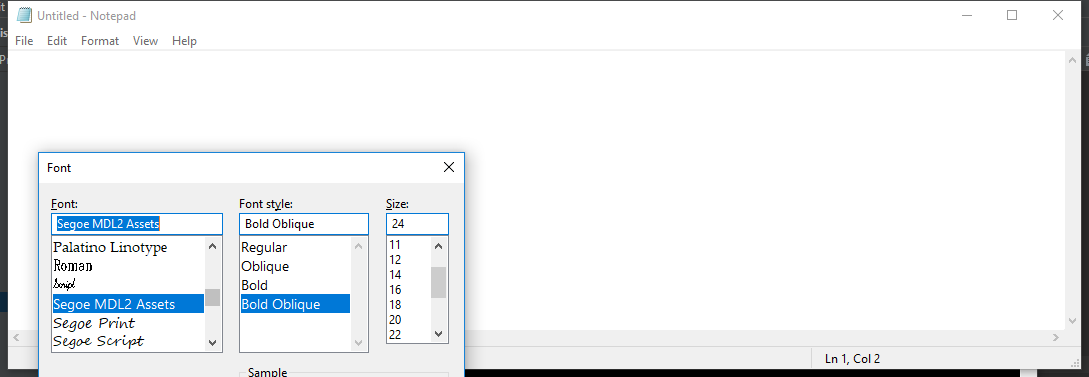 Untitled - Notepad
File Edit Format View Help
Font
Font: Font style: Size:
Segoe MDL2 Assets Bold Oblique 24
Palatino Linotype
Roman
Script
Segoe MDL2 Assets
Segoe Print
Segoe Script
Regular
Oblique
Bold
Bold Oblique
11
12
14
16
18
20
22
Sample
Ln 1, Col 2